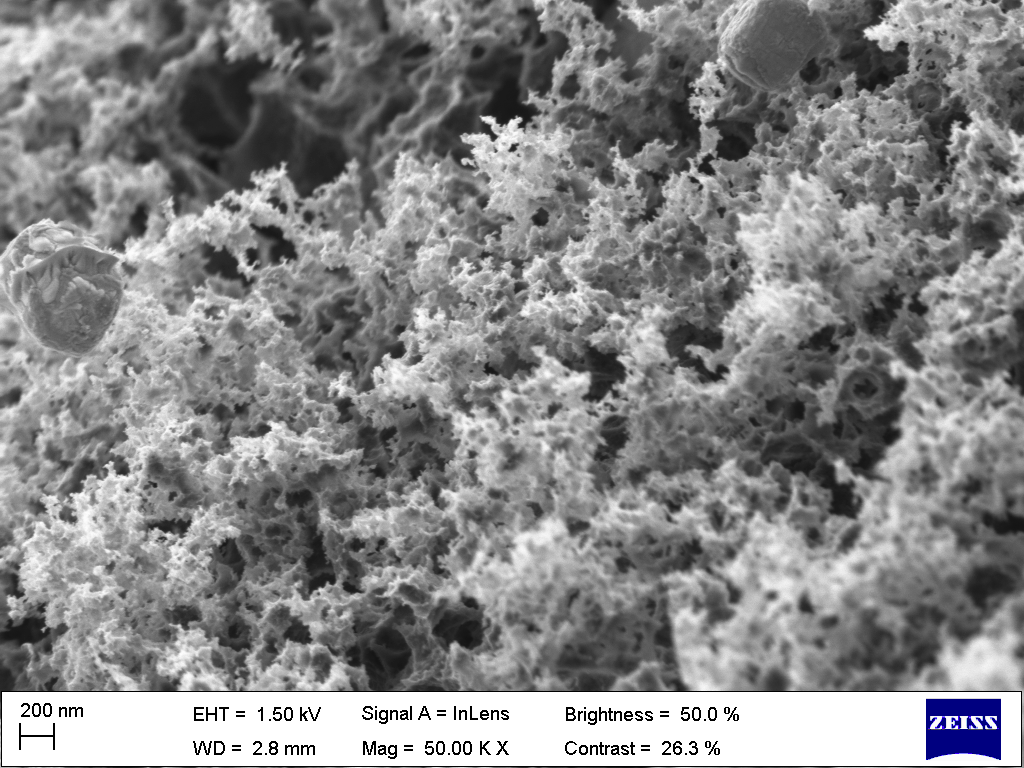 200 nm
EHT = 1.50 kV
Signal A = InLens
Brightness = 50.0 %
WD = 2.8 mm
Mag = 50.00 K X
Contrast = 26.3 %
ZEISS